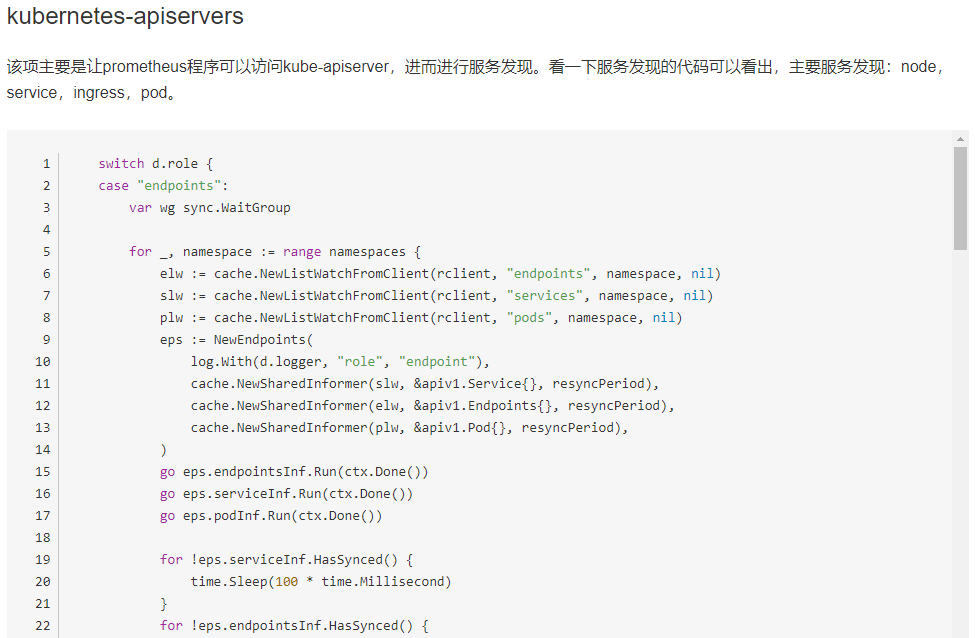 kubernetes-apiservers
该项主要是让prometheus程序可以访问kube-apiserver，进而进行服务发现。看一下服务发现的代码可以看出，主要服务发现：node，
service，ingress，pod。
1 switch d.role {
2 case "endpoints":
3 var wg sync.WaitGroup
4
5 for _, namespace := range namespaces {
6 elw := cache.NewListWatchFromClient(rclient, "endpoints", namespace, nil)
7 slw := cache.NewListWatchFromClient(rclient, "services", namespace, nil)
8 plw := cache.NewListWatchFromClient(rclient, "pods", namespace, nil)
9 eps := NewEndpoints(
10 log.With(d.logger, "role", "endpoint"),
11 cache.NewSharedInformer(slw, &apiv1.Service{}, resyncPeriod),
12 cache.NewSharedInformer(elw, &apiv1.Endpoints{}, resyncPeriod),
13 cache.NewSharedInformer(plw, &apiv1.Pod{}, resyncPeriod),
14 )
15 go eps.endpointsInf.Run(ctx.Done())
16 go eps.serviceInf.Run(ctx.Done())
17 go eps.podInf.Run(ctx.Done())
18
19 for !eps.serviceInf.HasSynced() {
20 time.Sleep(100 * time.Millisecond)
21 }
22 for !eps.endpointsInf.HasSynced() {